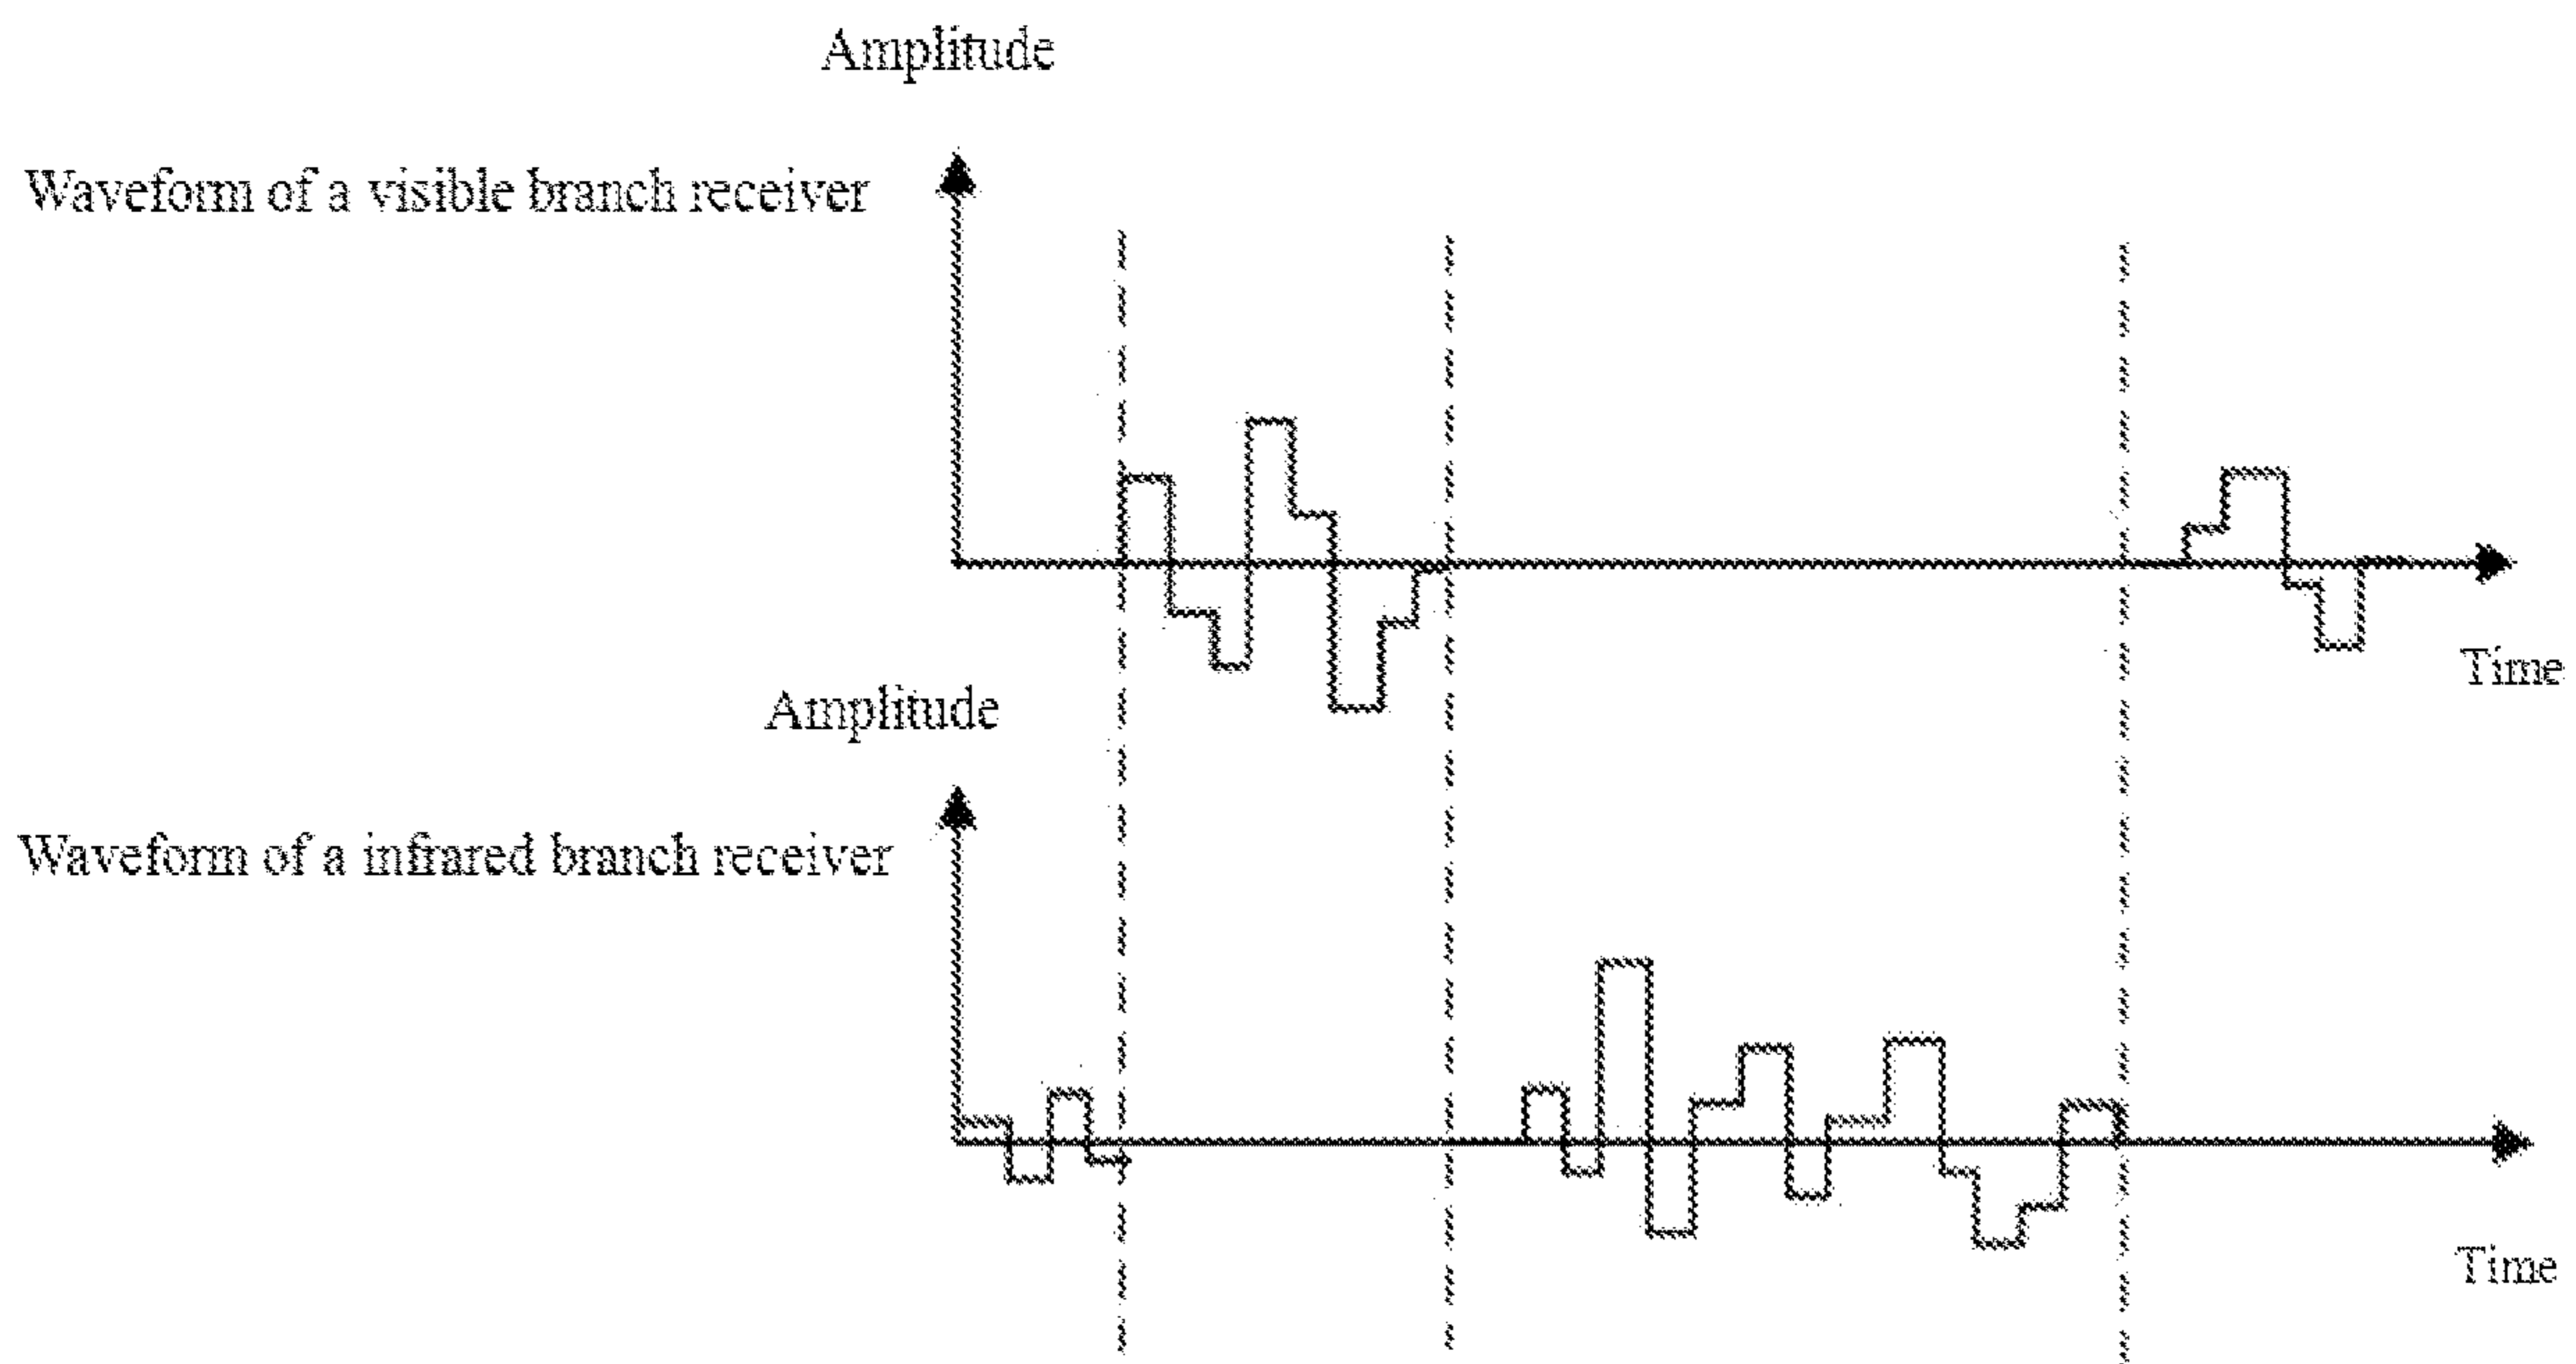 Amplitude
Waveform of a visible branch receiver
Time
Amplitude
Waveform of a infrared branch receiver
Time